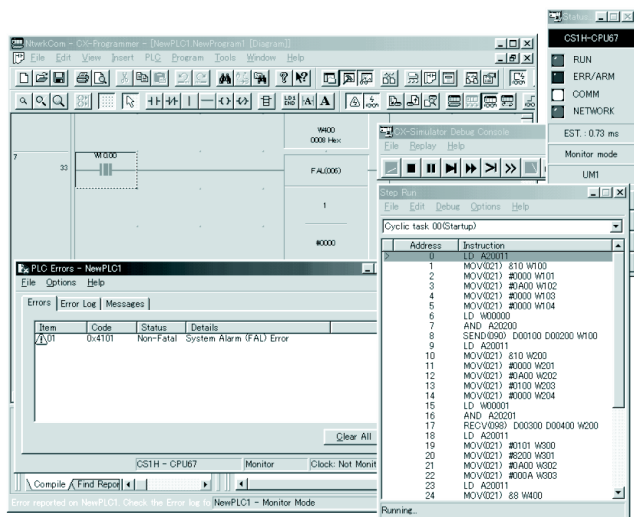 NtwrkCom - CX-Programmer - [NewPLC1.NewProgram1 [Diagram]]
File Edit View Insert PLC Program Tools Window Help
W400
0008 Hex
7
33
W10.00
FAL(006)
1
#0000
Status
CS1H-CPU67
RUN
ERR/ARM
COMM
NETWORK
EST. : 0.73 ms
Monitor mode
UM1
CX-Simulator Debug Console
File Replay Help
Step Run
File Edit Debug Options Help
Cyclic task 00(Startup)
Address Instruction
0 LD A20011
1 MOV(021) &10 W100
2 MOV(021) #0000 W101
3 MOV(021) #0A00 W102
4 MOV(021) #0000 W103
5 MOV(021) #0000 W104
6 LD W00000
7 AND A20200
8 SEND(090) D00100 D00200 W100
9 LD A20011
10 MOV(021) &10 W200
11 MOV(021) #0000 W201
12 MOV(021) #0A00 W202
13 MOV(021) #0100 W203
14 MOV(021) #0000 W204
15 LD W00001
16 AND A20201
17 RECV(098) D00300 D00400 W200
18 LD A20011
19 MOV(021) #0101 W300
20 MOV(021) #8200 W301
21 MOV(021) #0A00 W302
22 MOV(021) #000A W303
23 LD A20011
24 MOV(021) &8 W400
Running...
PLC Errors - NewPLC1
File Options Help
Errors Error Log Messages
Item Code Status Details
01 0x4101 Non-Fatal System Alarm (FAL) Error
Clear All
CS1H - CPU67 Monitor Clock: Not Monit
Compile Find Repor
Error reported on NewPLC1. Check the Error log fo NewPLC1 - Monitor Mode